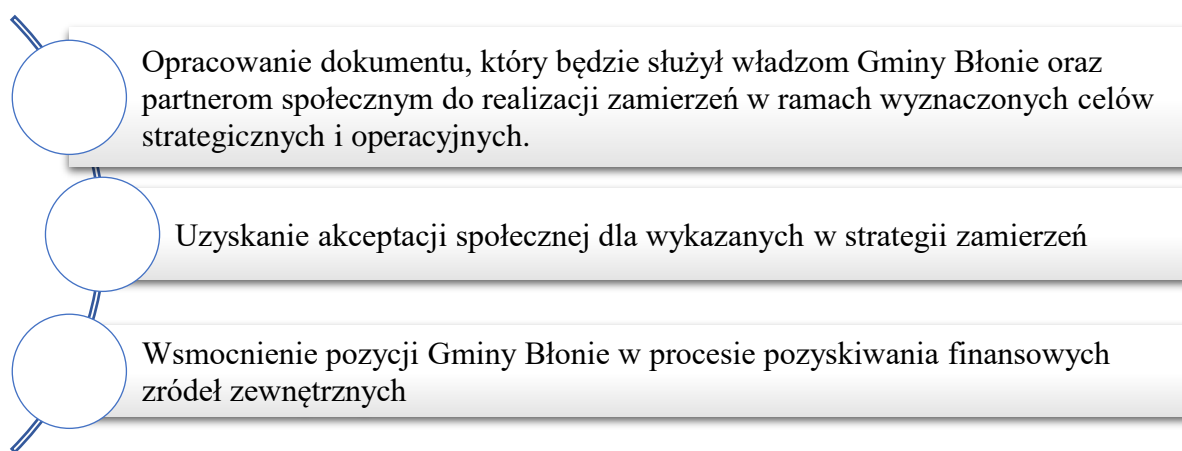 Opracowanie dokumentu, który będzie służył władzom Gminy Błonie oraz
partnerom społecznym do realizacji zamierzeń w ramach wyznaczonych celów
strategicznych i operacyjnych.
Uzyskanie akceptacji społecznej dla wykazanych w strategii zamierzeń
Wsmocnienie pozycji Gminy Błonie w procesie pozyskiwania finansowych
zródeł zewnętrznych